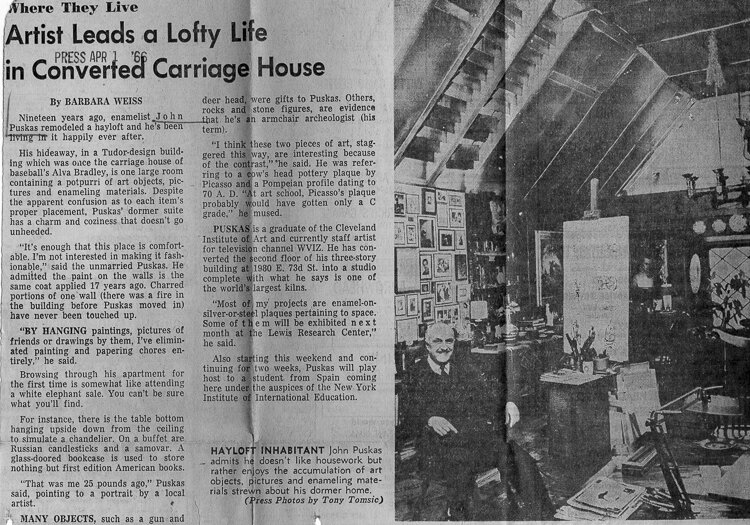 Where They Live
Artist Leads a Lofty Life
PRESS APR 1 '66
in Converted Carriage House
By BARBARA WEISS
Nineteen years ago, enamelist John
Puskas remodeled a hayloft and he's been
living in it happily ever after.
His hideaway, in a Tudor-design build-
ing which was once the carriage house of
baseball's Alva Bradley, is one large room
containing a potpurri of art objects, pic-
tures and enameling materials. Despite
the apparent confusion as to each item's
proper placement, Puskas' dormer suite
has a charm and coziness that doesn't go
unheeded.
"It's enough that this place is comfort-
able. I'm not interested in making it fash-
ionable," said the unmarried Puskas. He
admitted the paint on the walls is the
same coat applied 17 years ago. Charred
portions of one wall (there was a fire in
the building before Puskas moved in)
have never been touched up.
"BY HANGING paintings, pictures of
friends or drawings by them, I've elimi-
nated painting and papering chores en-
tirely," he said.
Browsing through his apartment for
the first time is somewhat like attending
a white elephant sale. You can't be sure
what you'll find.
For instance, there is the table bottom
hanging upside down from the ceiling
to simulate a chandelier. On a buffet are
Russian candlesticks and a samovar. A
glass-doored bookcase is used to store
nothing but first edition American books.
"That was me 25 pounds ago," Puskas
said, pointing to a portrait by a local
artist.
MANY OBJECTS, such as a gun and
deer head, were gifts to Puskas. Others,
rocks and stone figures, are evidence
that he's an armchair archeologist (his
term).
"I think these two pieces of art, stag-
gered this way, are interesting because
of the contrast," he said. He was refer-
ring to a cow's head pottery plaque by
Picasso and a Pompeian profile dating to
70 A. D. "At art school, Picasso's plaque
probably would have gotten only a C
grade," he mused.
PUSKAS is a graduate of the Cleveland
Institute of Art and currently staff artist
for television channel WVIZ. He has con-
verted the second floor of his three-story
building at 1980 E. 73d St. into a studio
complete with what he says is one of
the world's largest kilns.
"Most of my projects are enamel-on-
silver-or-steel plaques pertaining to space.
Some of them will be exhibited next
month at the Lewis Research Center,"
he said.
Also starting this weekend and con-
tinuing for two weeks, Puskas will play
host to a student from Spain coming
here under the auspices of the New York
Institute of International Education.
HAYLOFT INHABITANT John Puskas
admits he doesn't like housework but
rather enjoys the accumulation of art
objects, pictures and enameling mate-
rials strewn about his dormer home.
(Press Photos by Tony Tomsic)